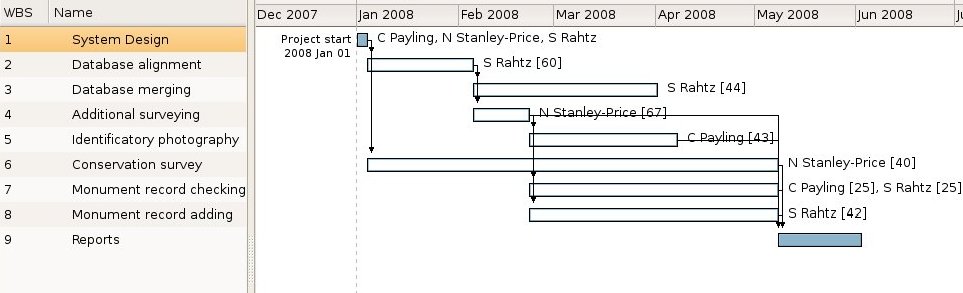 WBS Name Dec 2007 Jan 2008 Feb 2008 Mar 2008 Apr 2008 May 2008 Jun 2008
1 System Design Project start C Payling, N Stanley-Price, S Rahtz
2008 Jan 01
2 Database alignment S Rahtz [60]
3 Database merging S Rahtz [44]
4 Additional surveying N Stanley-Price [67]
5 Identificatory photography C Payling [43]
6 Conservation survey N Stanley-Price [40]
7 Monument record checking C Payling [25], S Rahtz [25]
8 Monument record adding S Rahtz [42]
9 Reports